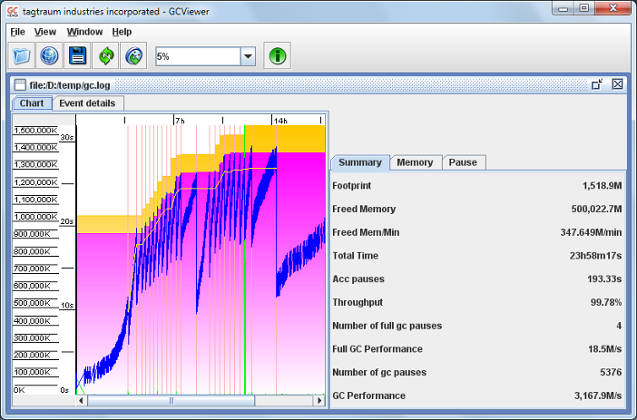 tagtraum industries incorporated - GCViewer
File View Window Help
5%
file:/D:/temp/gc.log
Chart Event details
7h 14h
1,500,000K
1,400,000K
1,300,000K
1,200,000K
1,100,000K
1,000,000K
900,000K
800,000K
700,000K
600,000K
500,000K
400,000K
300,000K
200,000K
100,000K
0K
30s
20s
10s
0s
Summary Memory Pause
Footprint 1,518.9M
Freed Memory 500,022.7M
Freed Mem/Min 347.649M/min
Total Time 23h58m17s
Acc pauses 193.33s
Throughput 99.78%
Number of full gc pauses 4
Full GC Performance 18.5M/s
Number of gc pauses 5376
GC Performance 3,167.9M/s